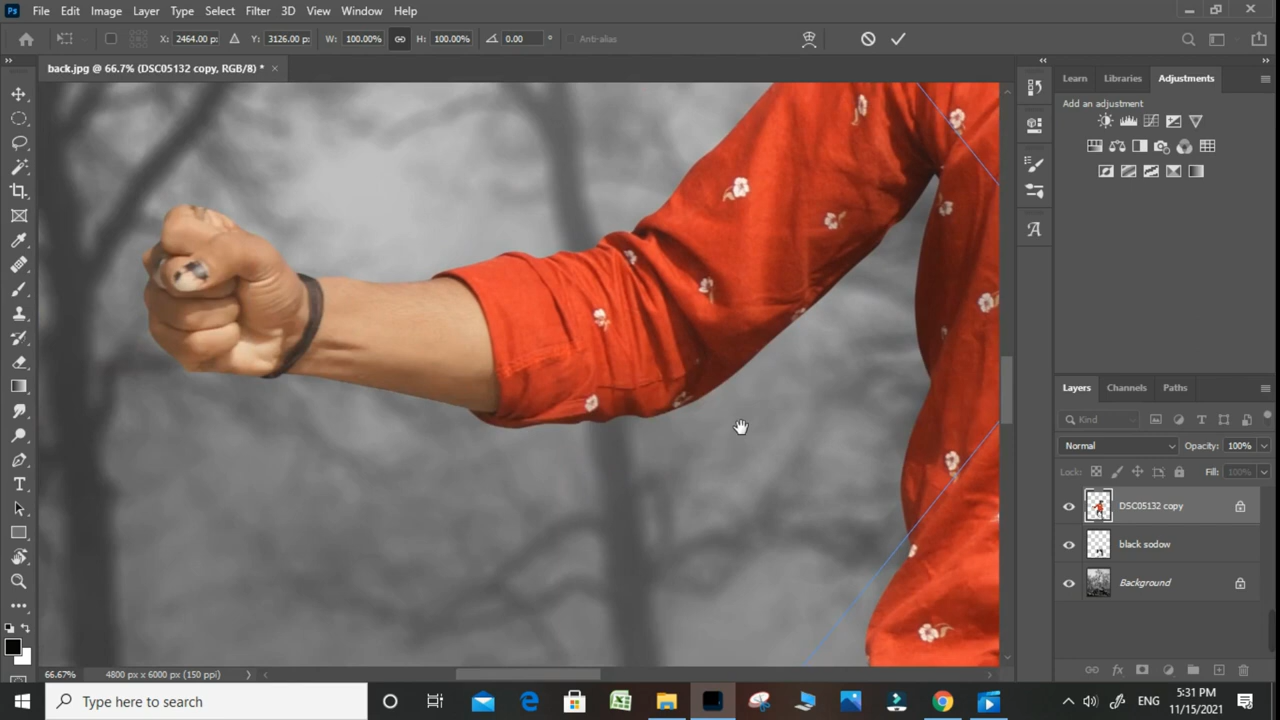 Ps File Edit Image Layer Type Select Filter 3D View Window Help
X: 2464.00 p: Y: 3126.00 p: W: 100.00% H: 100.00% 0.00 ° Anti-alias
back.jpg @ 66.7% (DSC05132 copy, RGB/8) *
Learn Libraries Adjustments
Add an adjustment
Layers Channels Paths
Kind
Normal Opacity: 100%
Lock: Fill: 100%
DSC05132 copy
black sodow
Background
66.67% 4800 px x 6000 px (150 ppi)
Type here to search
ENG
5:31 PM
11/15/2021